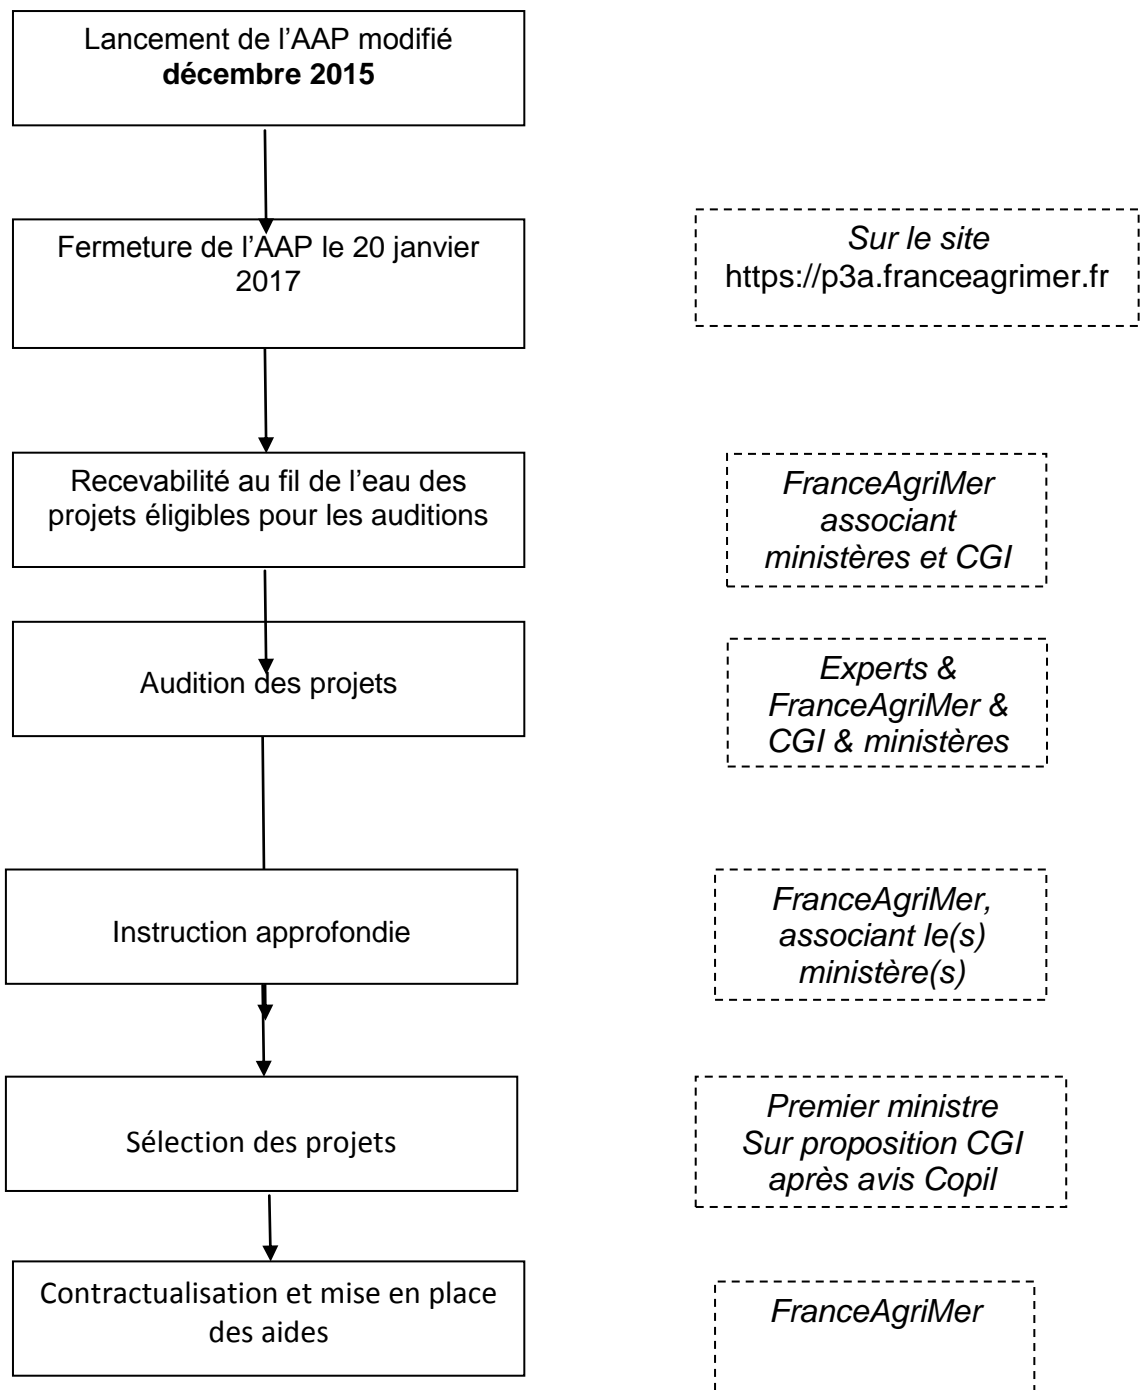 Lancement de l’AAP modifié
décembre 2015
Fermeture de l’AAP le 20 janvier
2017
Sur le site
https://p3a.franceagrimer.fr
Recevabilité au fil de l’eau des
projets éligibles pour les auditions
FranceAgriMer
associant
ministères et CGI
Audition des projets
Experts &
FranceAgriMer &
CGI & ministères
Instruction approfondie
FranceAgriMer,
associant le(s)
ministère(s)
Sélection des projets
Premier ministre
Sur proposition CGI
après avis Copil
Contractualisation et mise en place
des aides
FranceAgriMer